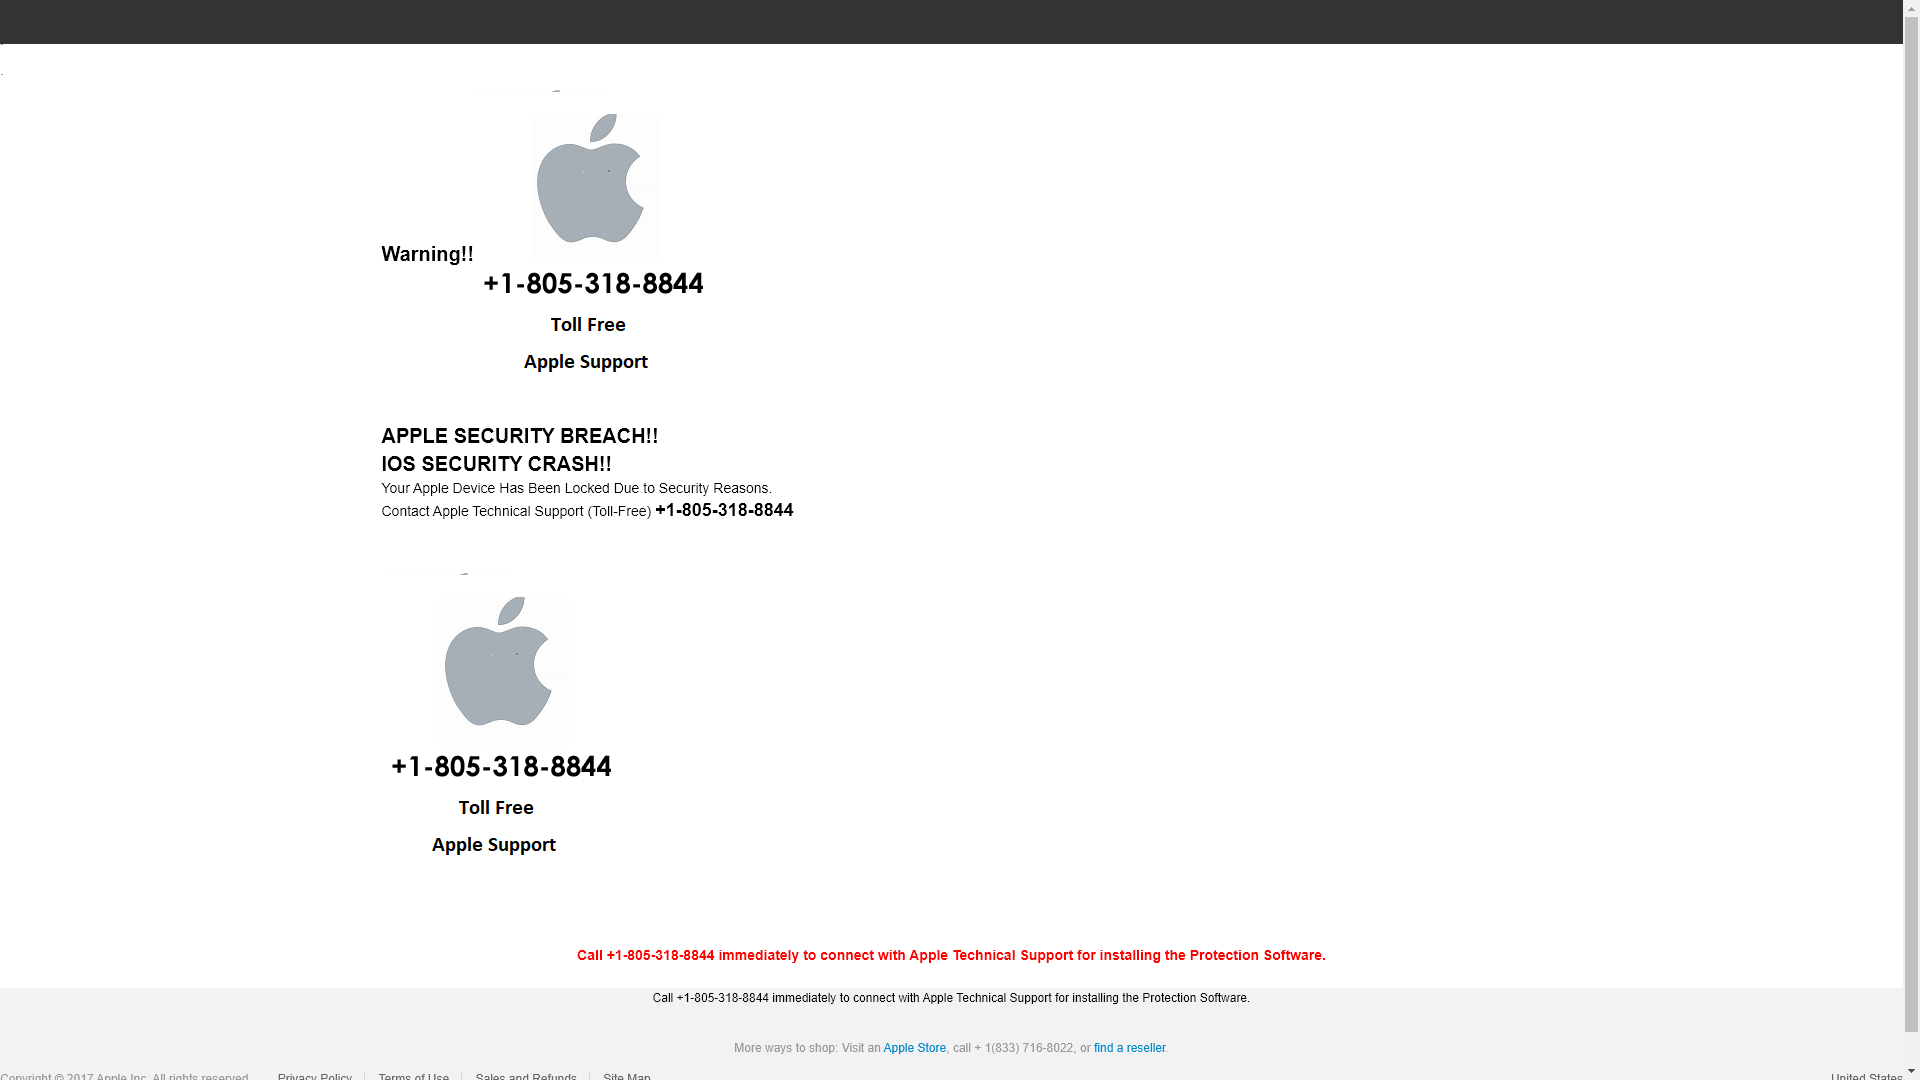 Warning!!
+1-805-318-8844
Toll Free
Apple Support
APPLE SECURITY BREACH!!
IOS SECURITY CRASH!!
Your Apple Device Has Been Locked Due to Security Reasons.
Contact Apple Technical Support (Toll-Free) +1-805-318-8844
+1-805-318-8844
Toll Free
Apple Support
Call +1-805-318-8844 immediately to connect with Apple Technical Support for installing the Protection Software.
Call +1-805-318-8844 immediately to connect with Apple Technical Support for installing the Protection Software.
More ways to shop: Visit an Apple Store, call + 1(833) 716-8022, or find a reseller.
Copyright © 2017 Apple Inc. All rights reserved. Privacy Policy Terms of Use Sales and Refunds Site Map United States